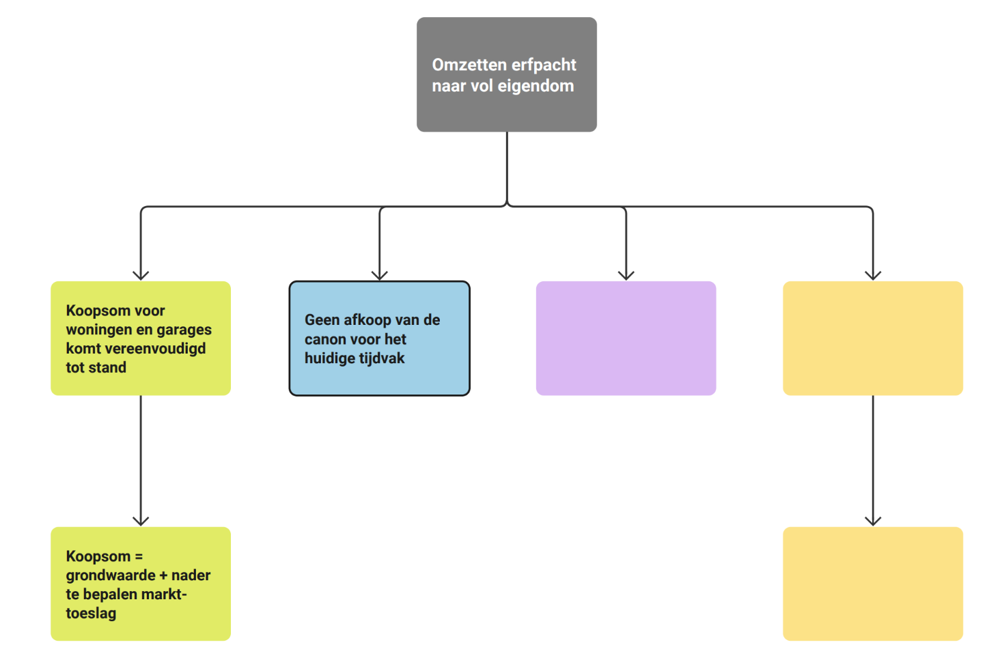 Omzetten erfpacht
naar vol eigendom
Koopsom voor
woningen en garages
komt vereenvoudigd
tot stand
Geen afkoop van de
canon voor het
huidige tijdvak
Koopsom =
grondwaarde + nader
te bepalen markt-
toeslag